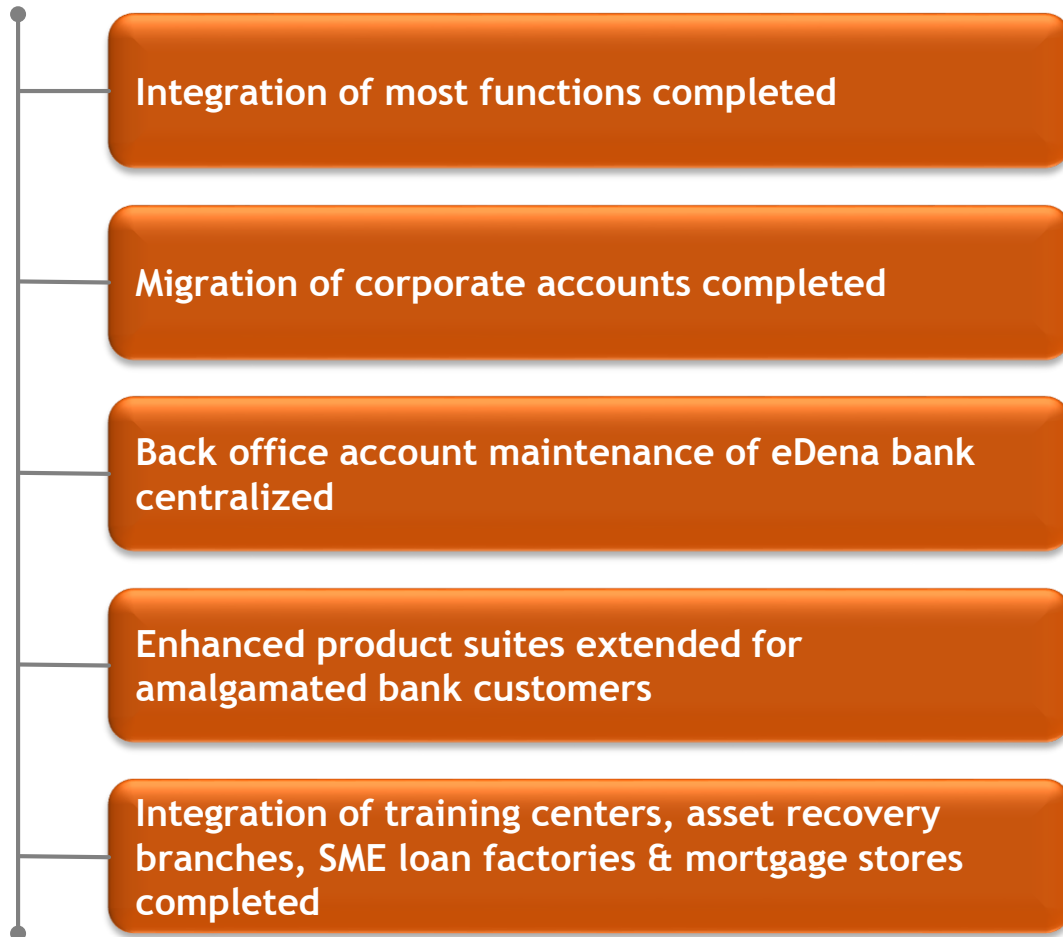 Integration of most functions completed
Migration of corporate accounts completed
Back office account maintenance of eDena bank
centralized
Enhanced product suites extended for
amalgamated bank customers
Integration of training centers, asset recovery
branches, SME loan factories & mortgage stores
completed